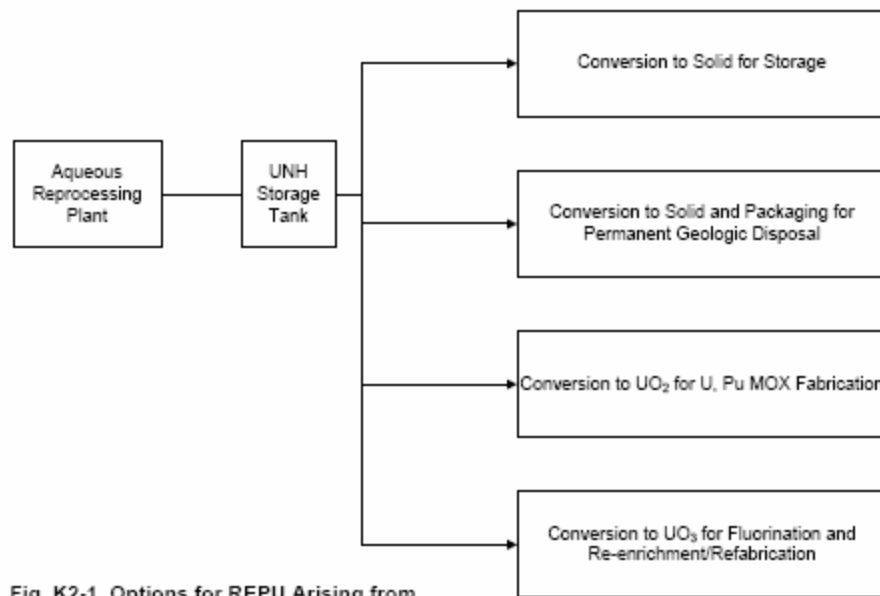 Conversion to Solid for Storage
Aqueous
Reprocessing
Plant
UNH
Storage
Tank
Conversion to Solid and Packaging for
Permanent Geologic Disposal
Conversion to UO₂ for U, Pu MOX Fabrication
Conversion to UO₃ for Fluorination and
Re-enrichment/Refabrication
Fig. K2-1 Options for REPU Arising from